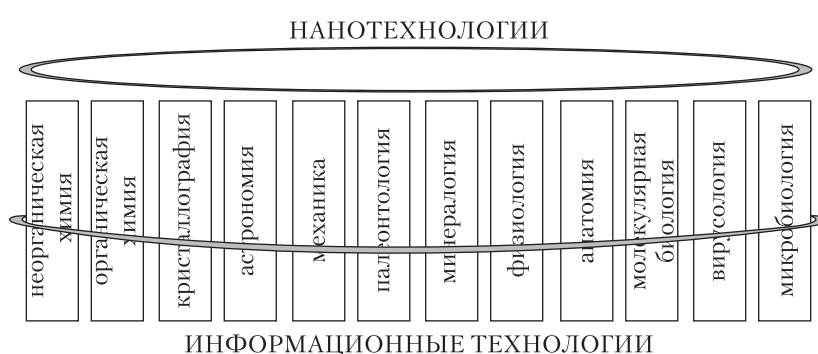 НАНОТЕХНОЛОГИИ
неорганическая
химия
органическая
химия
кристаллография
астрономия
механика
палеонтология
минералогия
физиология
анатомия
молекулярная
биология
вирусология
микробиология
ИНФОРМАЦИОННЫЕ ТЕХНОЛОГИИ